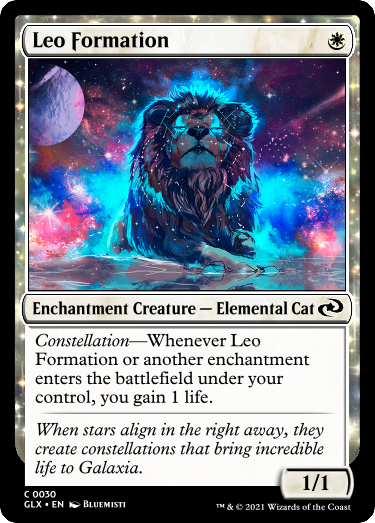 Leo Formation
Enchantment Creature — Elemental Cat
Constellation—Whenever Leo
Formation or another enchantment
enters the battlefield under your
control, you gain 1 life.
When stars align in the right away, they
create constellations that bring incredible
life to Galaxia.
1/1
C 0030
GLX • EN Bluemisti
™ & © 2021 Wizards of the Coast